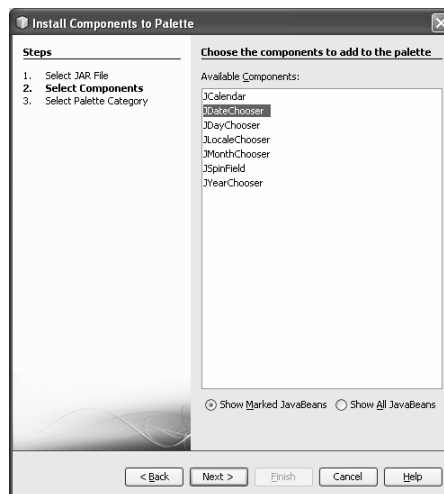 Install Components to Palette
Steps
1. Select JAR File
2. Select Components
3. Select Palette Category
Choose the components to add to the palette
Available Components:
JCalendar
JDateChooser
JDayChooser
JLocaleChooser
JMonthChooser
JSpinField
JYearChooser
Show Marked JavaBeans
Show All JavaBeans
< Back
Next >
Finish
Cancel
Help